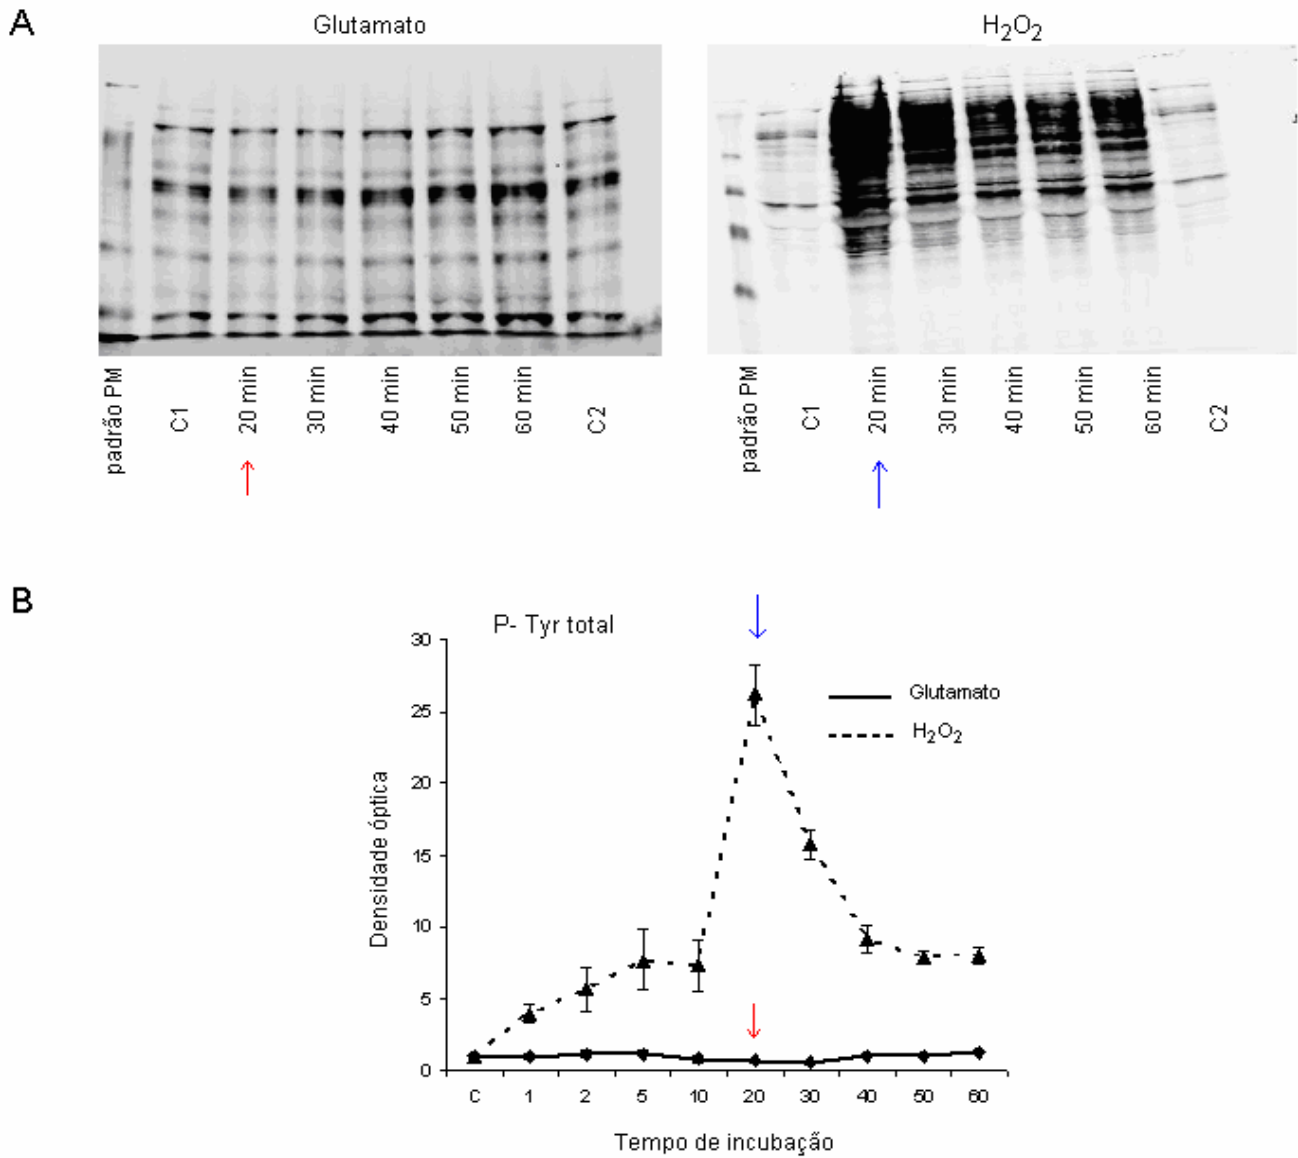 A
Glutamato
H₂O₂
padrão PM
C1
20 min
30 min
40 min
50 min
60 min
C2
padrão PM
C1
20 min
30 min
40 min
50 min
60 min
C2
B
P- Tyr total
30
25
20
15
10
5
0
Densidade óptica
Glutamato
H₂O₂
C 1 2 5 10 20 30 40 50 60
Tempo de incubação